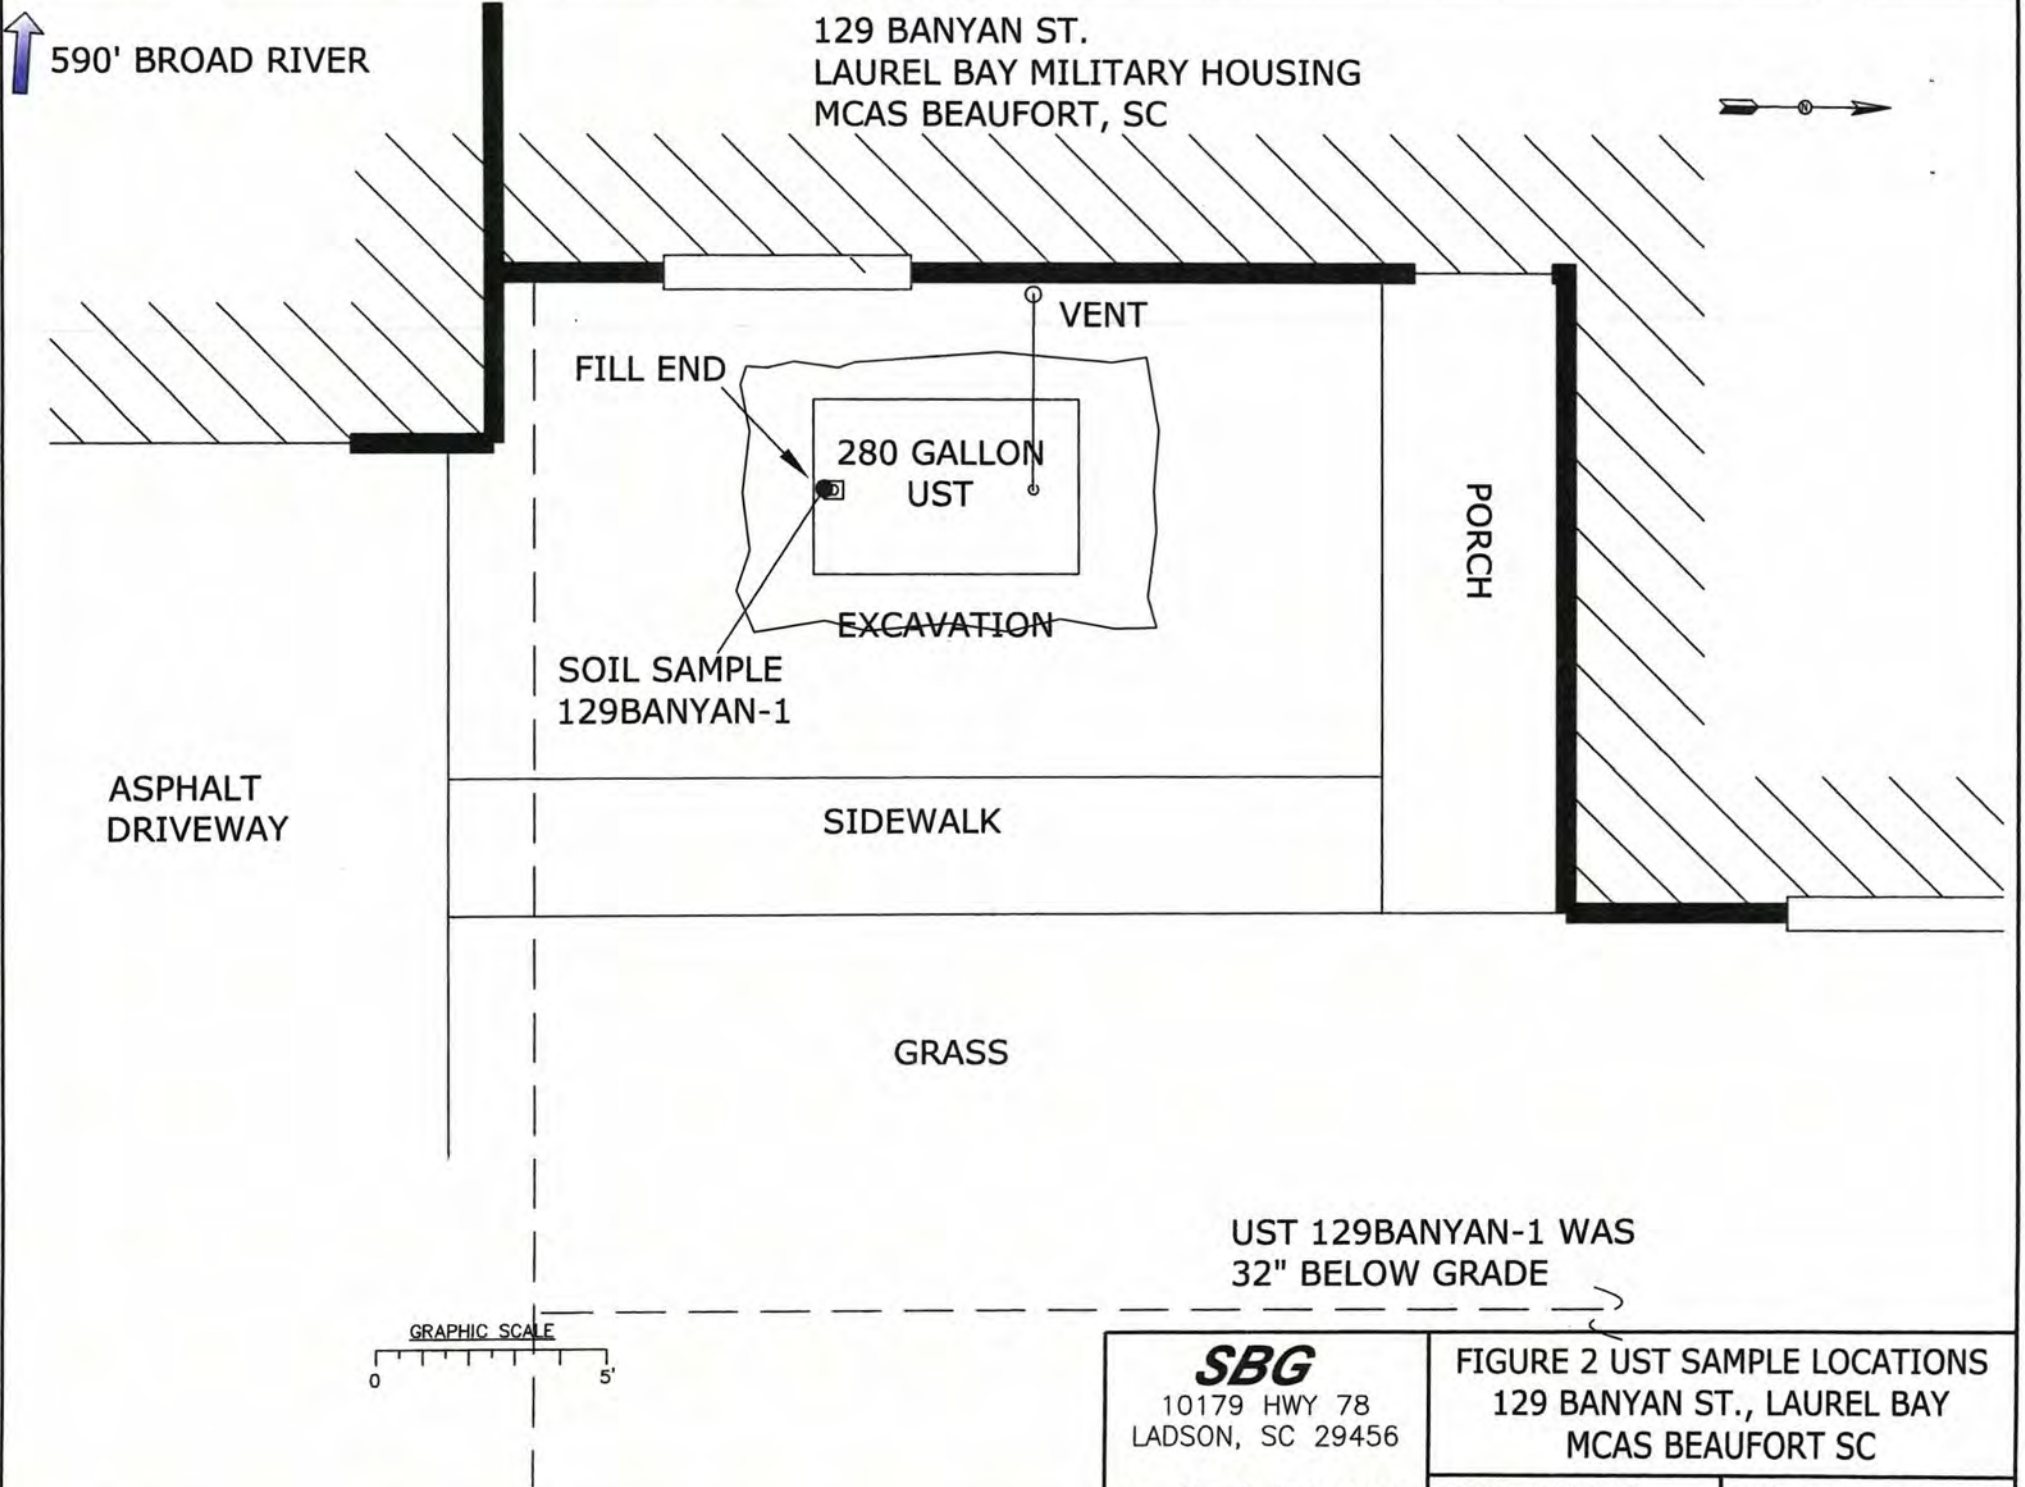 590' BROAD RIVER
129 BANYAN ST.
LAUREL BAY MILITARY HOUSING
MCAS BEAUFORT, SC
N
VENT
FILL END
280 GALLON
UST
PORCH
EXCAVATION
SOIL SAMPLE
129BANYAN-1
ASPHALT
DRIVEWAY
SIDEWALK
GRASS
UST 129BANYAN-1 WAS
32" BELOW GRADE
GRAPHIC SCALE
0 5'
SBG
10179 HWY 78
LADSON, SC 29456
FIGURE 2 UST SAMPLE LOCATIONS
129 BANYAN ST., LAUREL BAY
MCAS BEAUFORT SC